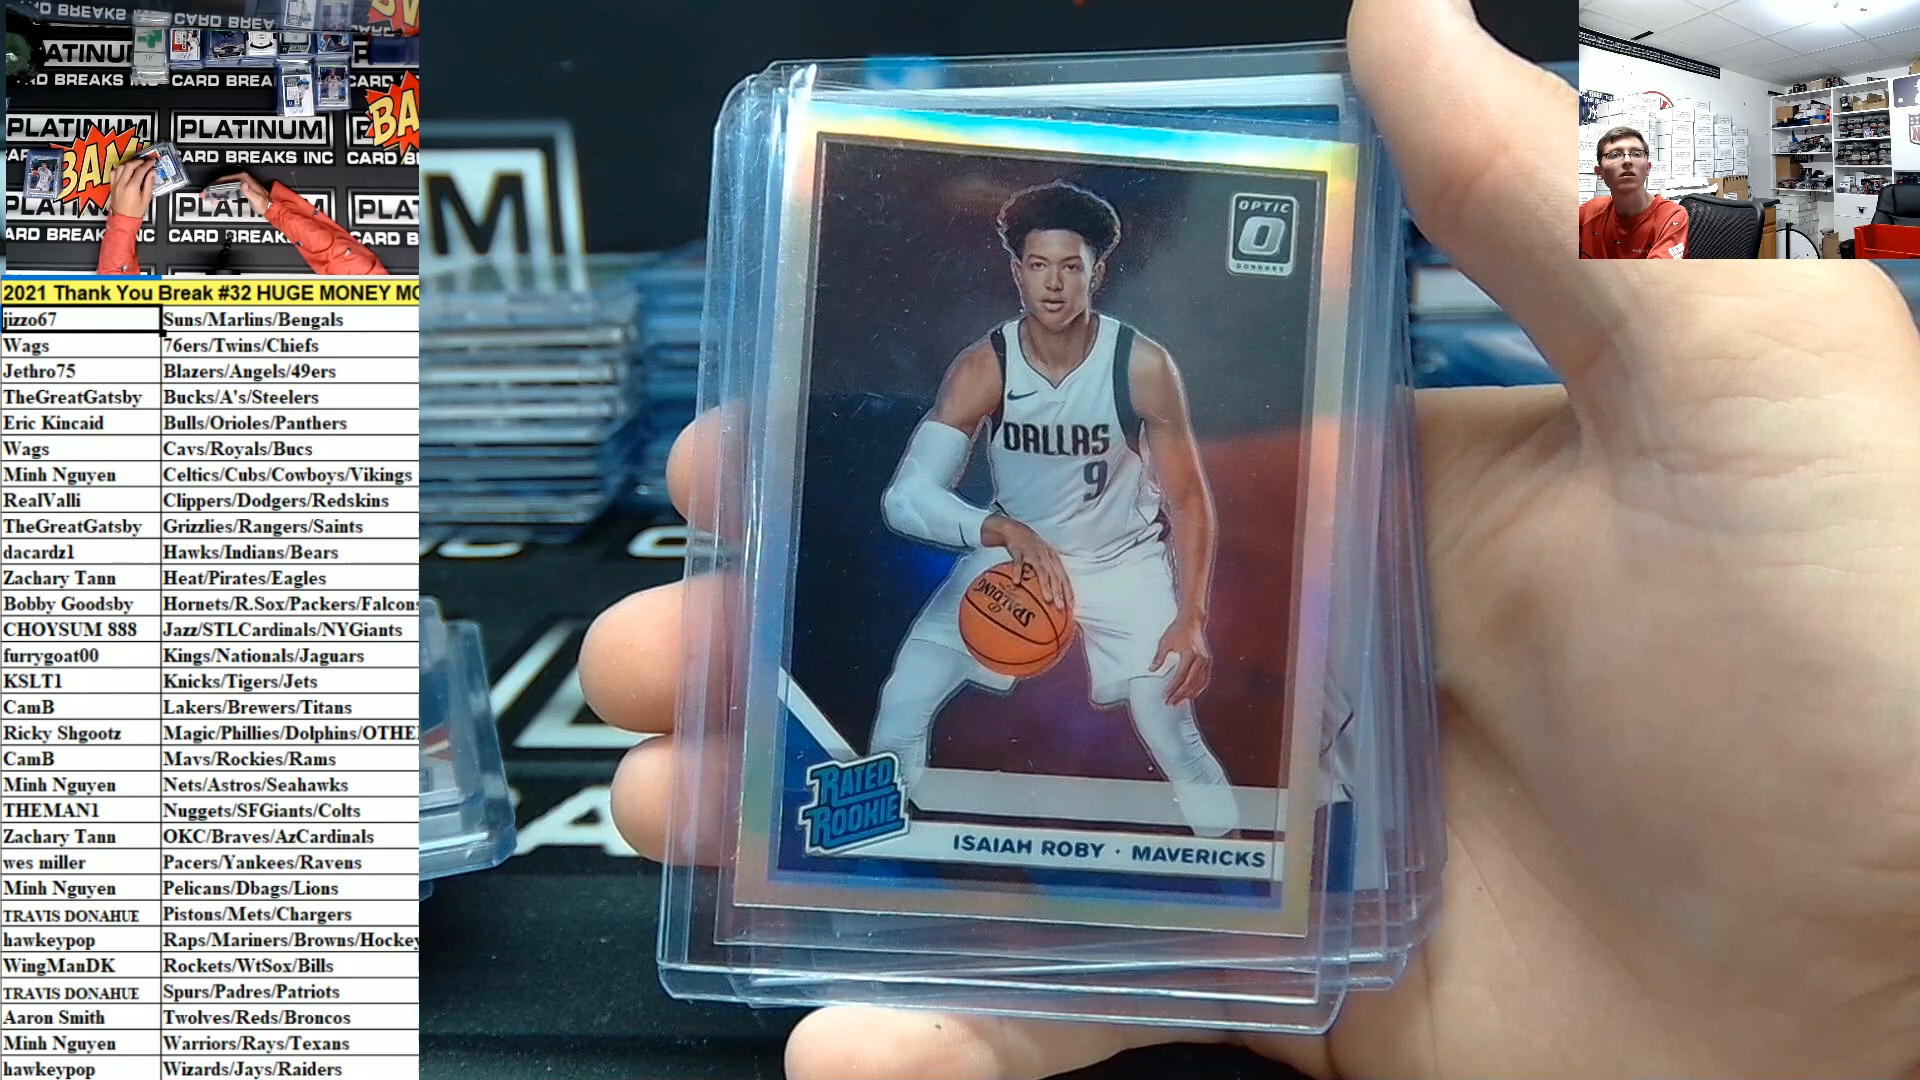 PLATINUM
CARD BREAKS INC
BAM!
2021 Thank You Break #32 HUGE MONEY
jizzo67 Suns/Marlins/Bengals
Wags 76ers/Twins/Chiefs
Jethro75 Blazers/Angels/49ers
TheGreatGatsby Bucks/A's/Steelers
Eric Kincaid Bulls/Orioles/Panthers
Wags Cavs/Royals/Bucs
Minh Nguyen Celtics/Cubs/Cowboys/Vikings
RealValli Clippers/Dodgers/Redskins
TheGreatGatsby Grizzlies/Rangers/Saints
dacardz1 Hawks/Indians/Bears
Zachary Tann Heat/Pirates/Eagles
Bobby Goodsby Hornets/R.Sox/Packers/Falcons
CHOYSUM 888 Jazz/STLCardinals/NYGiants
furrygoat00 Kings/Nationals/Jaguars
KSLT1 Knicks/Tigers/Jets
CamB Lakers/Brewers/Titans
Ricky Shgootz Magic/Phillies/Dolphins/OTHE
CamB Mavs/Rockies/Rams
Minh Nguyen Nets/Astros/Seahawks
THEMAN1 Nuggets/SFGiants/Colts
Zachary Tann OKC/Braves/AzCardinals
wes miller Pacers/Yankees/Ravens
Minh Nguyen Pelicans/Dbags/Lions
TRAVIS DONAHUE Pistons/Mets/Chargers
hawkeypop Raps/Mariners/Browns/Hockey
WingManDK Rockets/WtSox/Bills
TRAVIS DONAHUE Spurs/Padres/Patriots
Aaron Smith Twolves/Reds/Broncos
Minh Nguyen Warriors/Rays/Texans
hawkeypop Wizards/Jays/Raiders
OPTIC
O
DONRUSS
DALLAS
9
SPALDING
RATED
ROOKIE
ISAIAH ROBY · MAVERICKS